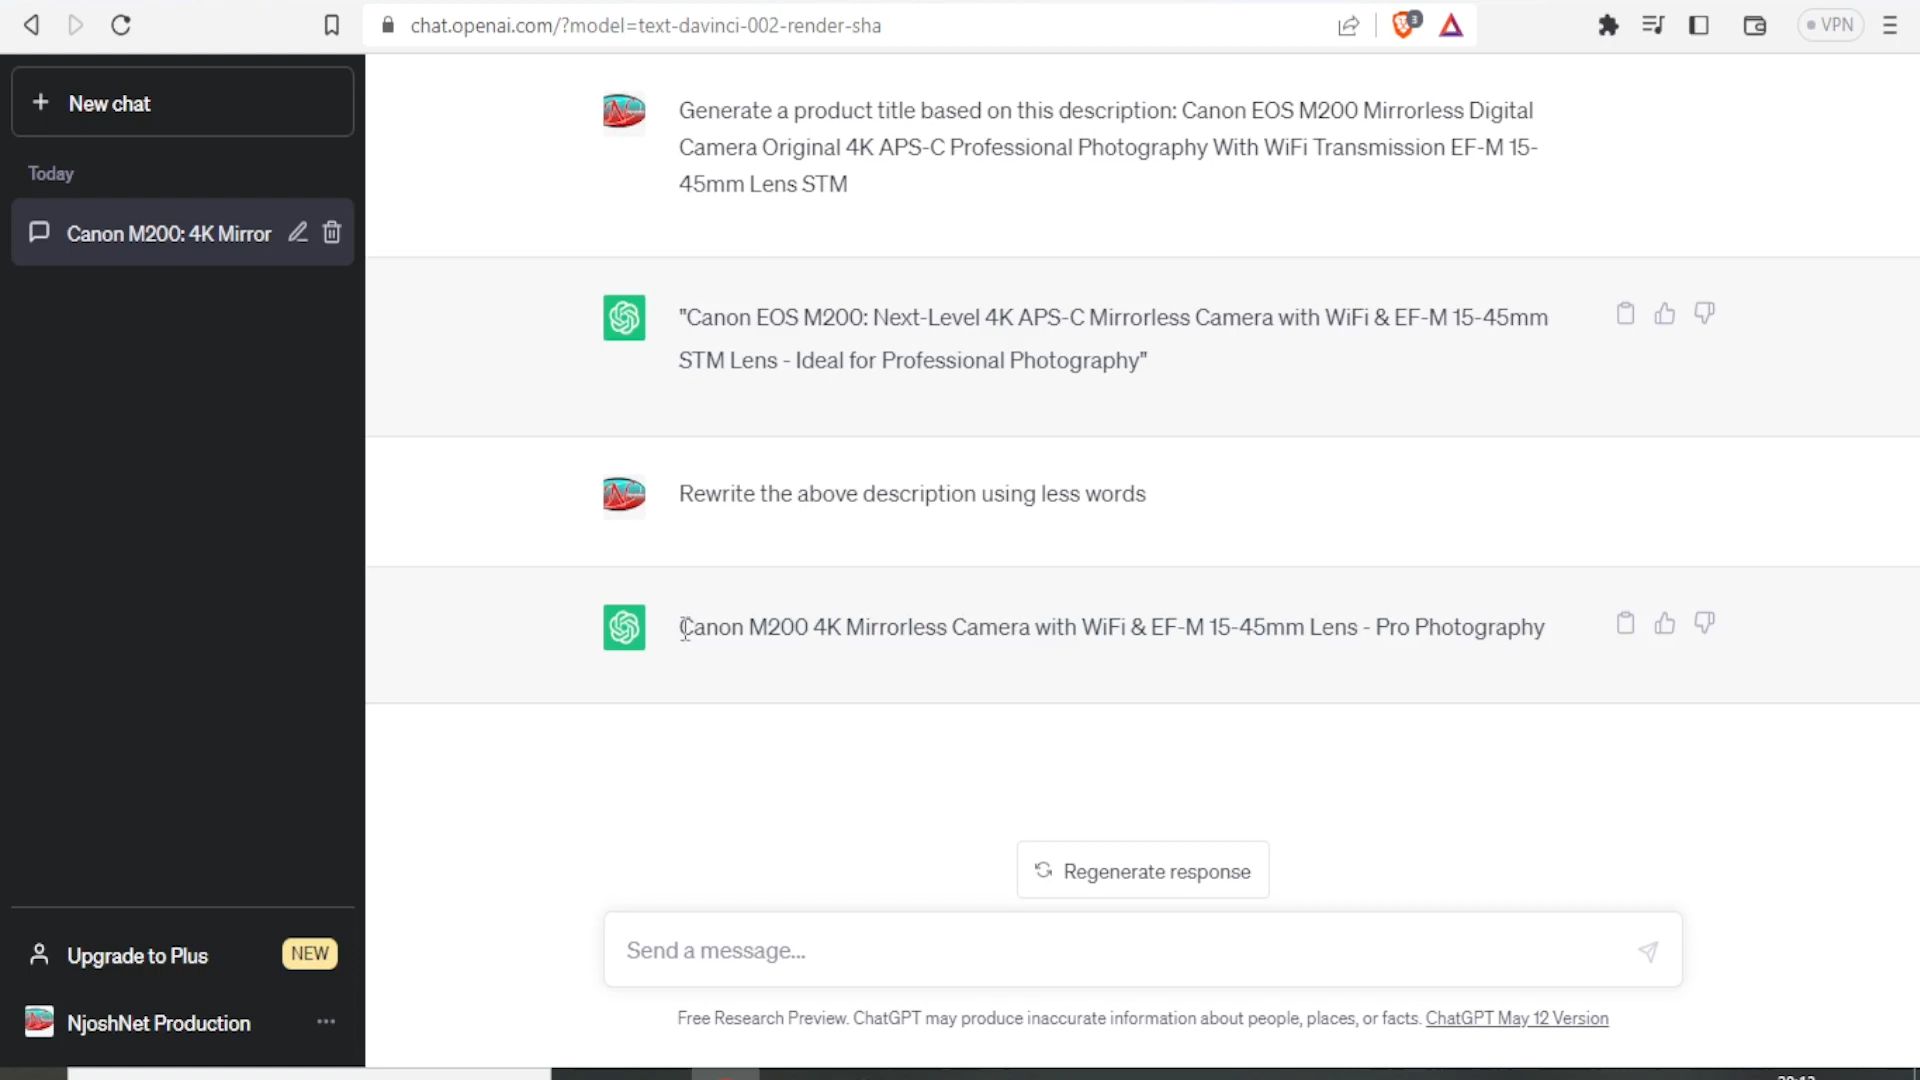 chat.openai.com/?model=text-davinci-002-render-sha
3
VPN
New chat
Today
Canon M200: 4K Mirror
Generate a product title based on this description: Canon EOS M200 Mirrorless Digital
Camera Original 4K APS-C Professional Photography With WiFi Transmission EF-M 15-
45mm Lens STM
"Canon EOS M200: Next-Level 4K APS-C Mirrorless Camera with WiFi & EF-M 15-45mm
STM Lens - Ideal for Professional Photography"
Rewrite the above description using less words
Canon M200 4K Mirrorless Camera with WiFi & EF-M 15-45mm Lens - Pro Photography
Regenerate response
Send a message...
Free Research Preview. ChatGPT may produce inaccurate information about people, places, or facts. ChatGPT May 12 Version
Upgrade to Plus
NEW
NjoshNet Production